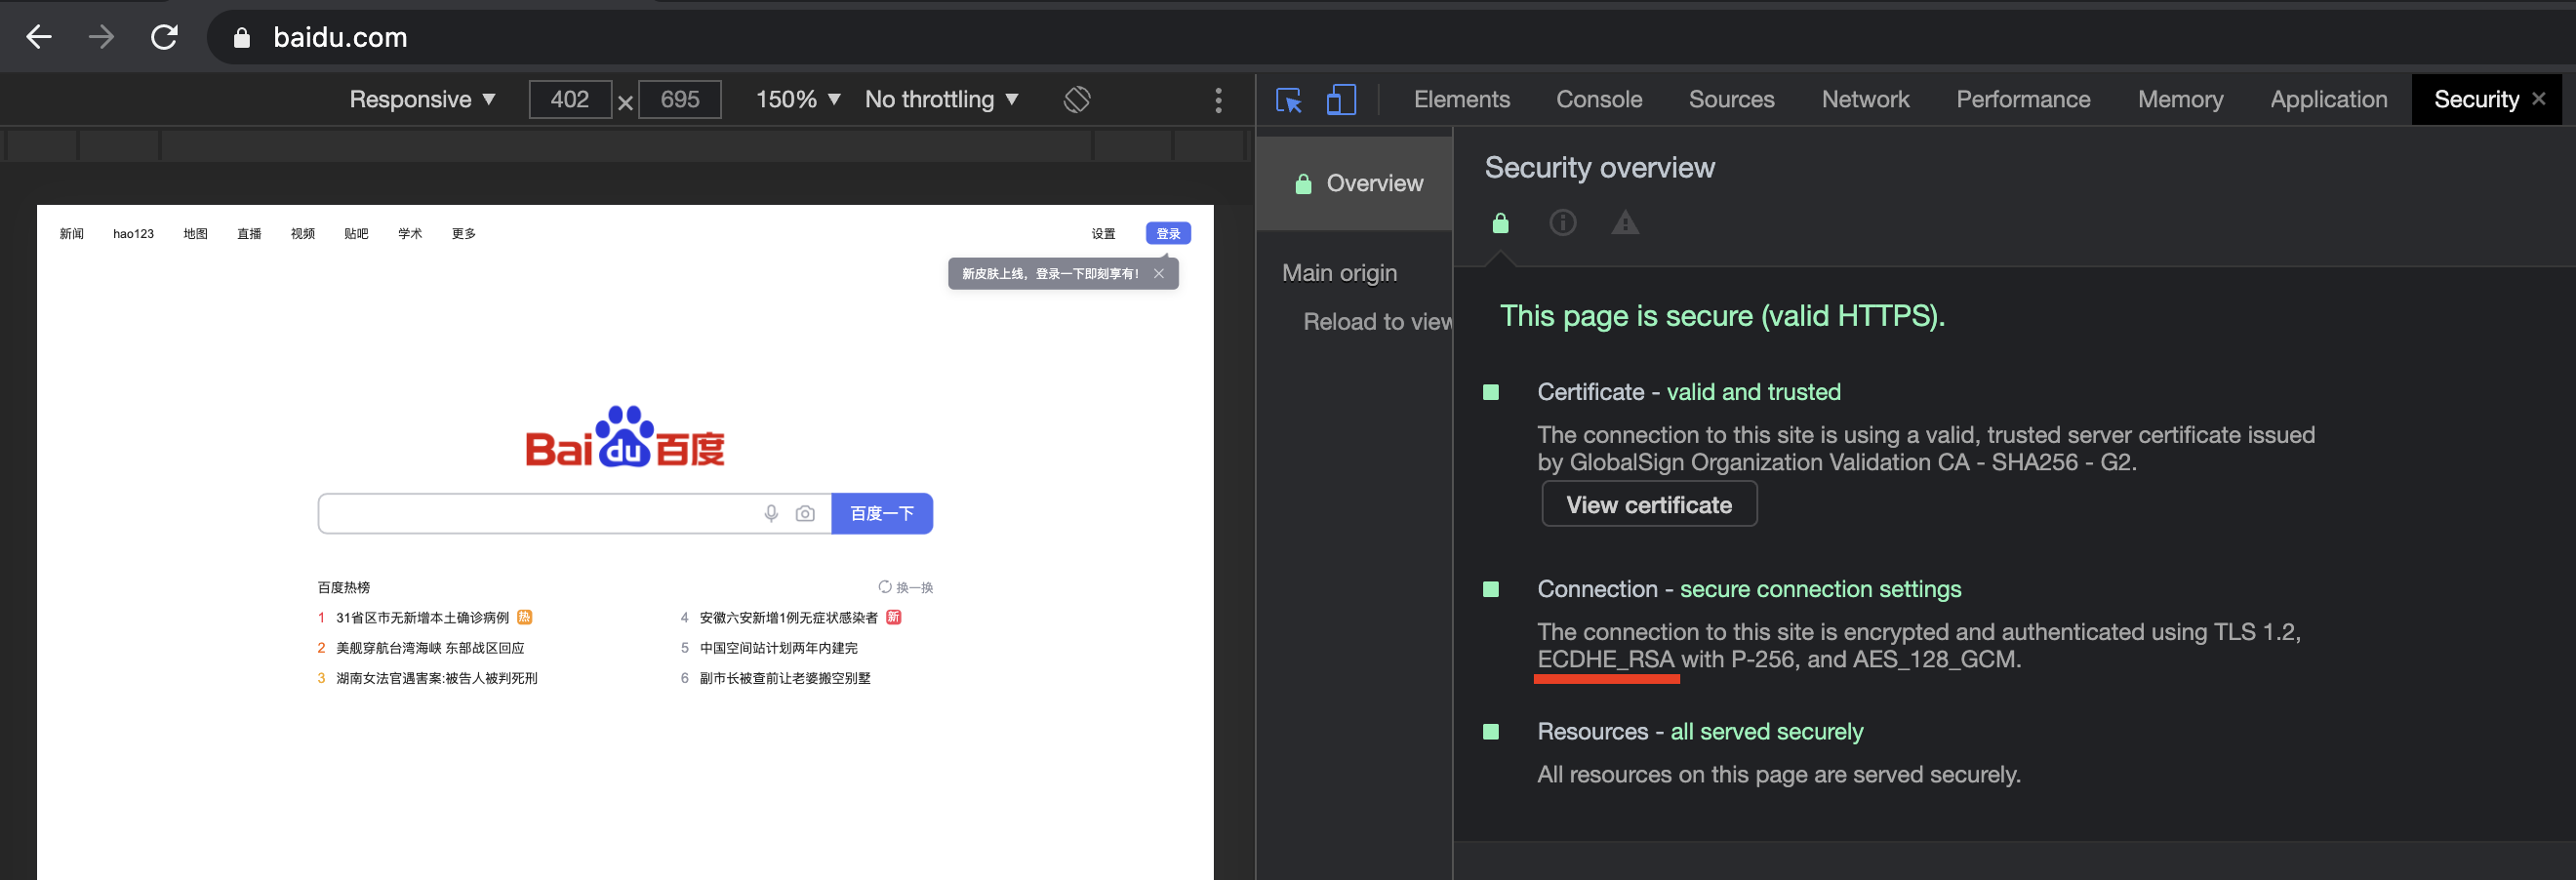 baidu.com
Responsive ▼ 402 × 695 150% ▼ No throttling ▼
Elements Console Sources Network Performance Memory Application Security ×
新闻 hao123 地图 直播 视频 贴吧 学术 更多 设置 登录
新皮肤上线，登录一下即刻享有！ ×
Bai du 百度
百度一下
百度热榜 换一换
1 31省区市无新增本土确诊病例 热
2 美舰穿航台湾海峡 东部战区回应
3 湖南女法官遇害案:被告人被判死刑
4 安徽六安新增1例无症状感染者 新
5 中国空间站计划两年内建完
6 副市长被查前让老婆搬空别墅
Overview
Main origin
Reload to view
Security overview
This page is secure (valid HTTPS).
Certificate - valid and trusted
The connection to this site is using a valid, trusted server certificate issued
by GlobalSign Organization Validation CA - SHA256 - G2.
View certificate
Connection - secure connection settings
The connection to this site is encrypted and authenticated using TLS 1.2,
ECDHE_RSA with P-256, and AES_128_GCM.
Resources - all served securely
All resources on this page are served securely.